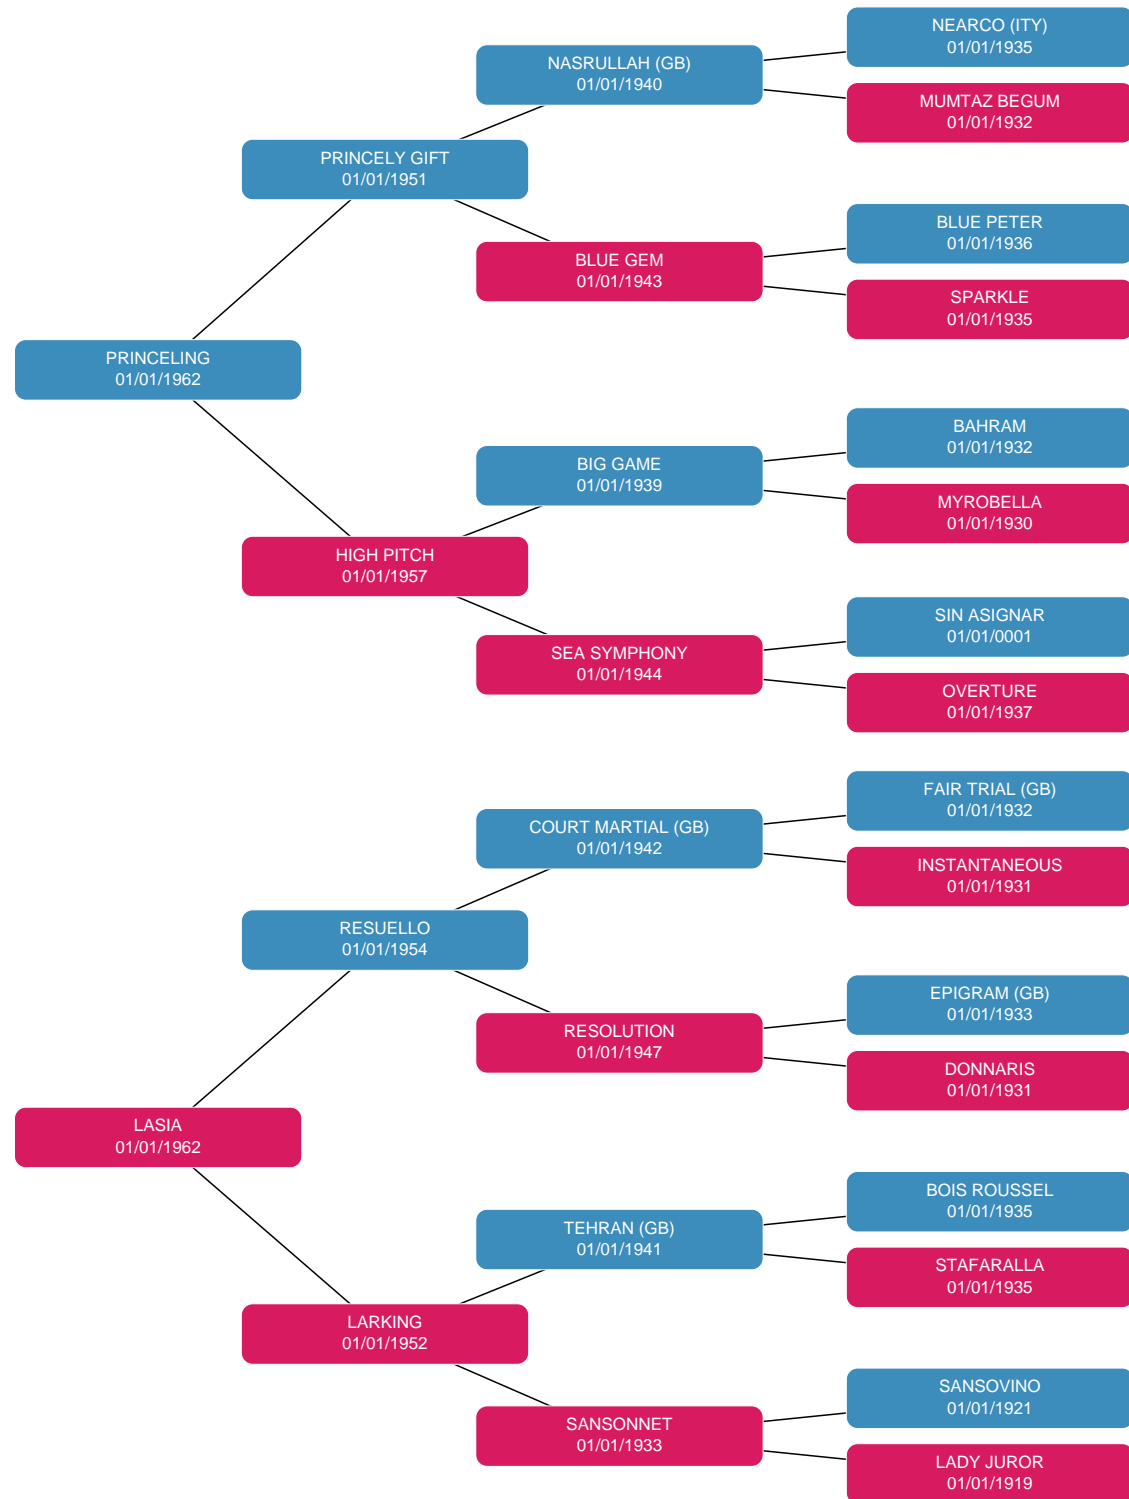 NEARCO (ITY)
01/01/1935
NASRULLAH (GB)
01/01/1940
MUMTAZ BEGUM
01/01/1932
PRINCELY GIFT
01/01/1951
BLUE PETER
01/01/1936
BLUE GEM
01/01/1943
SPARKLE
01/01/1935
PRINCELING
01/01/1962
BAHRAM
01/01/1932
BIG GAME
01/01/1939
MYROBELLA
01/01/1930
HIGH PITCH
01/01/1957
SIN ASIGNAR
01/01/0001
SEA SYMPHONY
01/01/1944
OVERTURE
01/01/1937
FAIR TRIAL (GB)
01/01/1932
COURT MARTIAL (GB)
01/01/1942
INSTANTANEOUS
01/01/1931
RESUELLO
01/01/1954
EPIGRAM (GB)
01/01/1933
RESOLUTION
01/01/1947
DONNARIS
01/01/1931
LASIA
01/01/1962
BOIS ROUSSEL
01/01/1935
TEHRAN (GB)
01/01/1941
STAFARALLA
01/01/1935
LARKING
01/01/1952
SANSOVINO
01/01/1921
SANSONNET
01/01/1933
LADY JUROR
01/01/1919